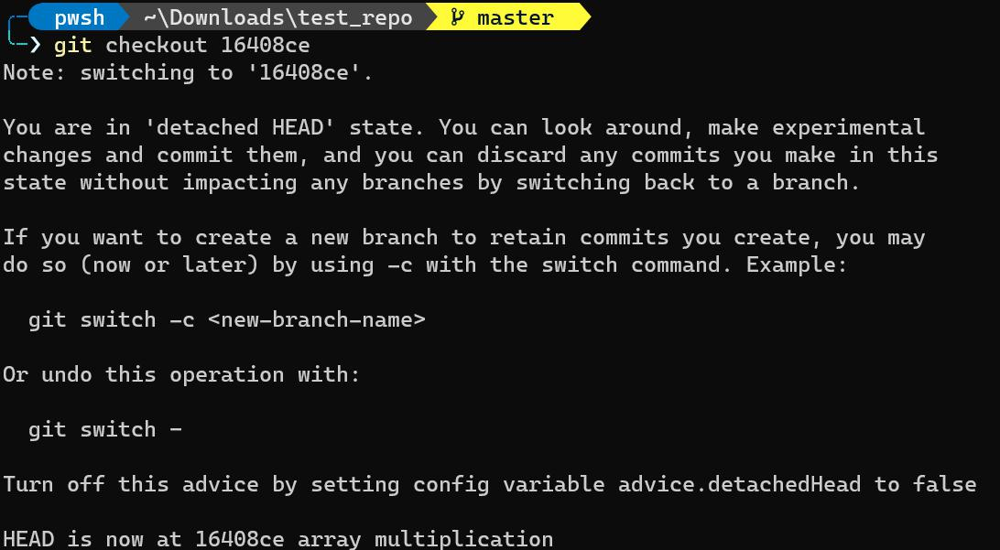 pwsh ~\Downloads\test_repo master
❯ git checkout 16408ce
Note: switching to '16408ce'.
You are in 'detached HEAD' state. You can look around, make experimental
changes and commit them, and you can discard any commits you make in this
state without impacting any branches by switching back to a branch.
If you want to create a new branch to retain commits you create, you may
do so (now or later) by using -c with the switch command. Example:
git switch -c <new-branch-name>
Or undo this operation with:
git switch -
Turn off this advice by setting config variable advice.detachedHead to false
HEAD is now at 16408ce array multiplication